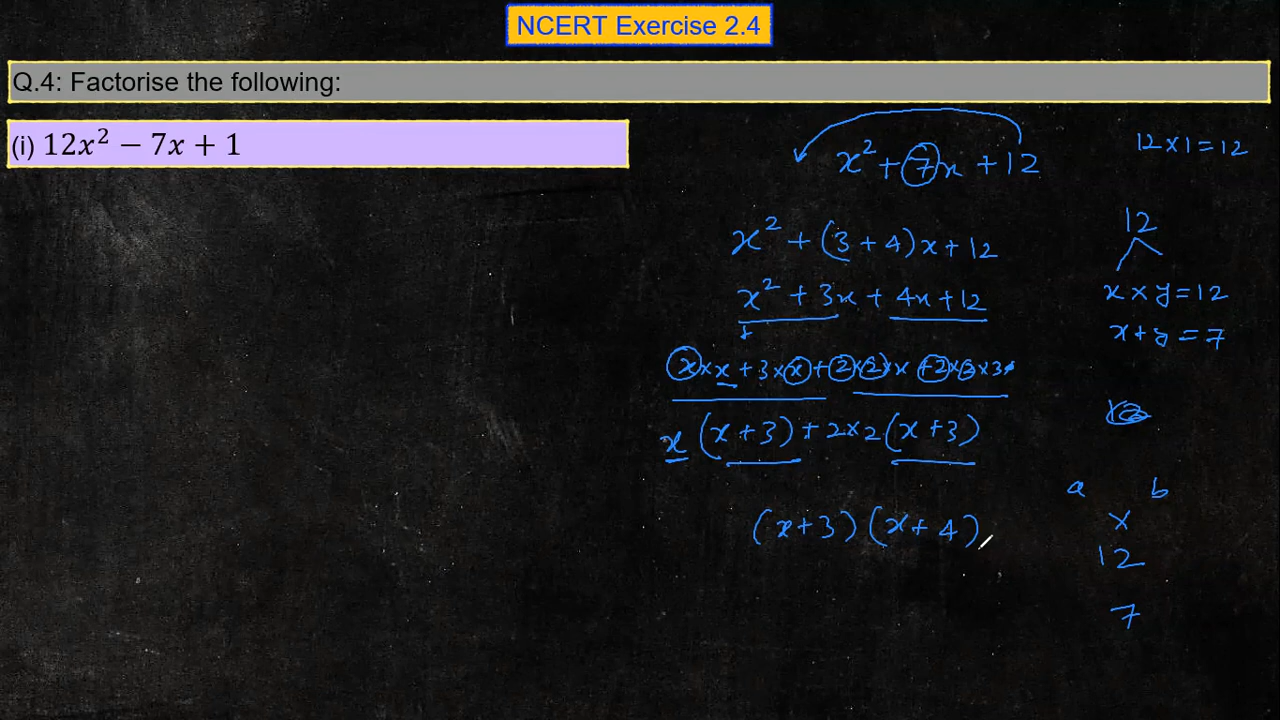 NCERT Exercise 2.4
Q.4: Factorise the following:
(i) 12x² − 7x + 1
x² + 7x + 12
12 × 1 = 12
x² + (3 + 4)x + 12
12
x² + 3x + 4x + 12
x × y = 12
x + y = 7
x × x + 3 × x + 2 × 2 × x + 2 × 2 × 3
x (x + 3) + 2 × 2 (x + 3)
a b
(x + 3) (x + 4)
×
12
7